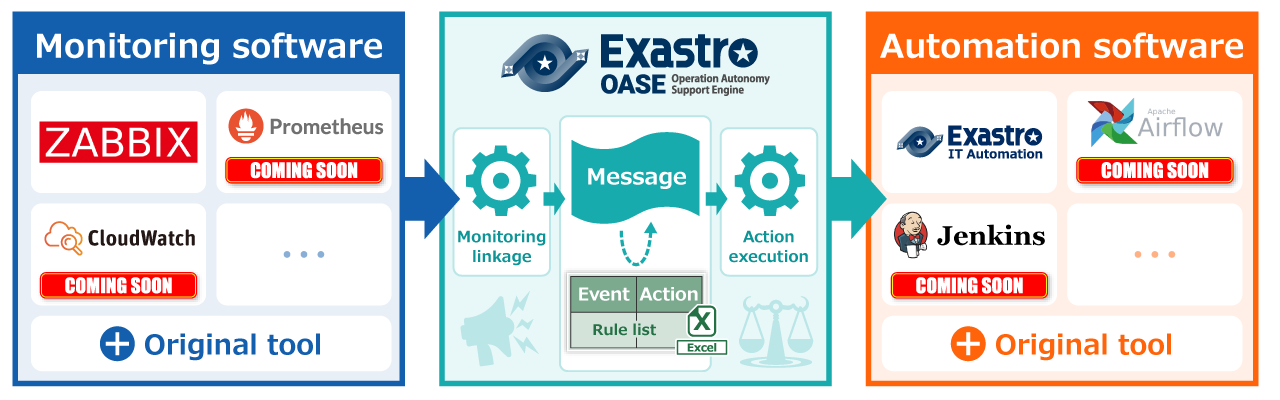 Monitoring software
ZABBIX
Prometheus
COMING SOON
CloudWatch
COMING SOON
...
+ Original tool
Exastro
OASE Operation Autonomy
Support Engine
Monitoring
linkage
Message
Action
execution
Event Action
Rule list
X
Excel
Automation software
Exastro
IT Automation
Apache
Airflow
COMING SOON
Jenkins
COMING SOON
...
+ Original tool